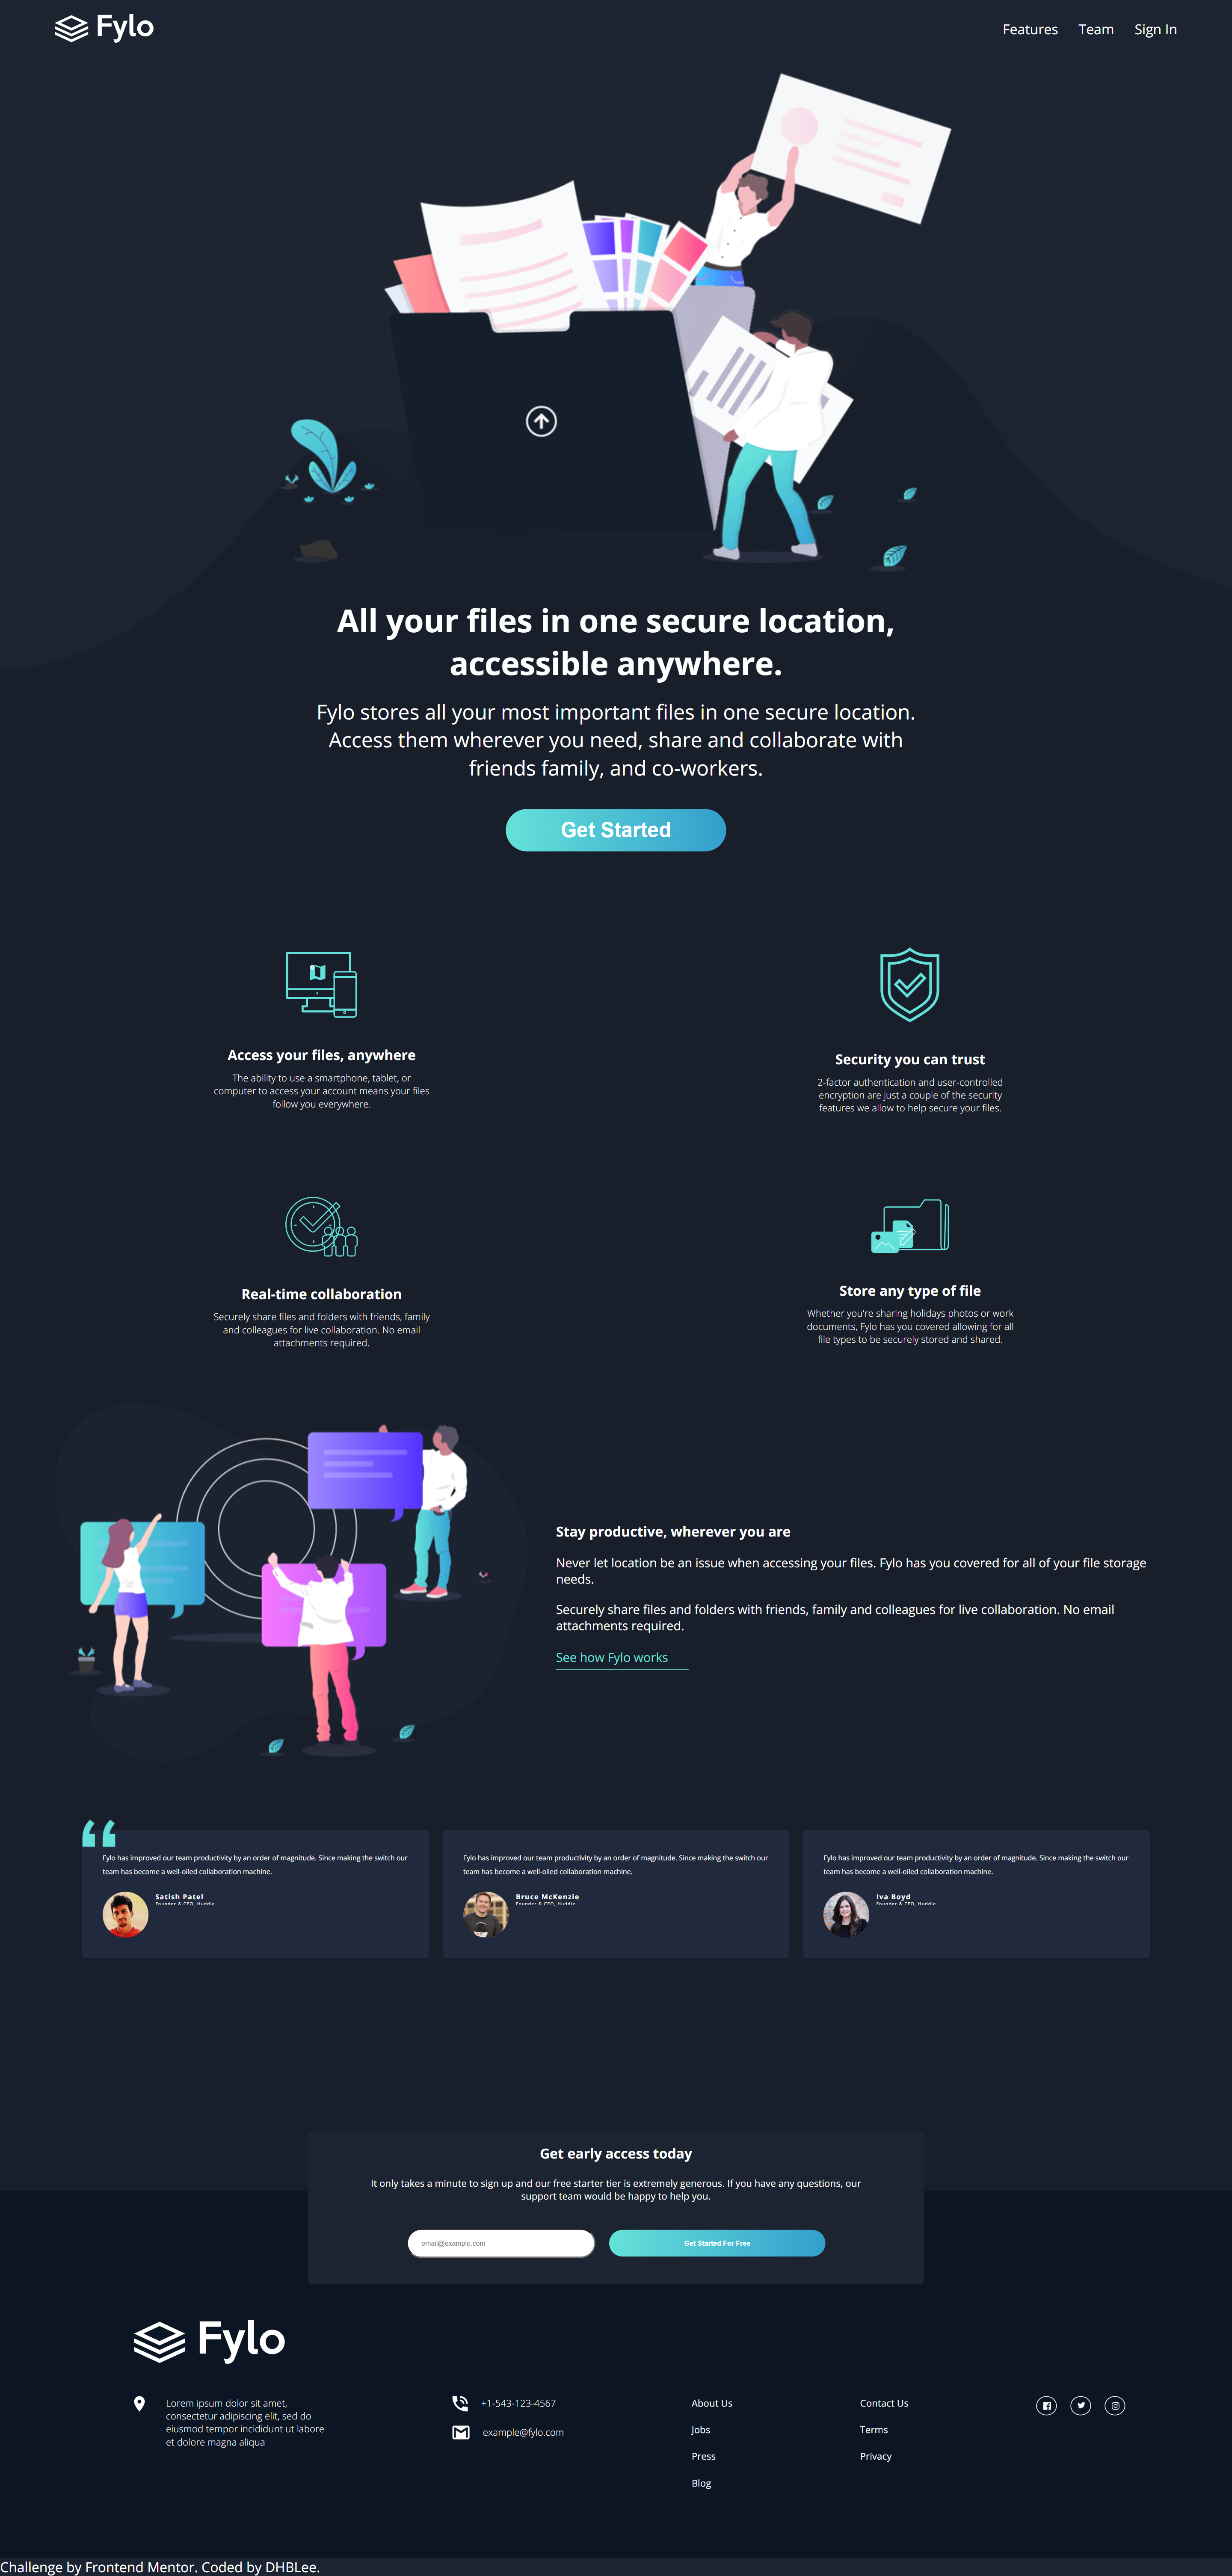 Fylo
Features Team Sign In
All your files in one secure location,
accessible anywhere.
Fylo stores all your most important files in one secure location.
Access them wherever you need, share and collaborate with
friends family, and co-workers.
Get Started
Access your files, anywhere
The ability to use a smartphone, tablet, or
computer to access your account means your files
follow you everywhere.
Security you can trust
2-factor authentication and user-controlled
encryption are just a couple of the security
features we allow to help secure your files.
Real-time collaboration
Securely share files and folders with friends, family
and colleagues for live collaboration. No email
attachments required.
Store any type of file
Whether you're sharing holidays photos or work
documents, Fylo has you covered allowing for all
file types to be securely stored and shared.
Stay productive, wherever you are
Never let location be an issue when accessing your files. Fylo has you covered for all of your file storage
needs.
Securely share files and folders with friends, family and colleagues for live collaboration. No email
attachments required.
See how Fylo works
Fylo has improved our team productivity by an order of magnitude. Since making the switch our
team has become a well-oiled collaboration machine.
Satish Patel
Founder & CEO, Huddle
Fylo has improved our team productivity by an order of magnitude. Since making the switch our
team has become a well-oiled collaboration machine.
Bruce McKenzie
Founder & CEO, Huddle
Fylo has improved our team productivity by an order of magnitude. Since making the switch our
team has become a well-oiled collaboration machine.
Iva Boyd
Founder & CEO, Huddle
Get early access today
It only takes a minute to sign up and our free starter tier is extremely generous. If you have any questions, our
support team would be happy to help you.
email@example.com
Get Started For Free
Fylo
Lorem ipsum dolor sit amet,
consectetur adipiscing elit, sed do
eiusmod tempor incididunt ut labore
et dolore magna aliqua
+1-543-123-4567
example@fylo.com
About Us
Jobs
Press
Blog
Contact Us
Terms
Privacy
Challenge by Frontend Mentor. Coded by DHBLee.